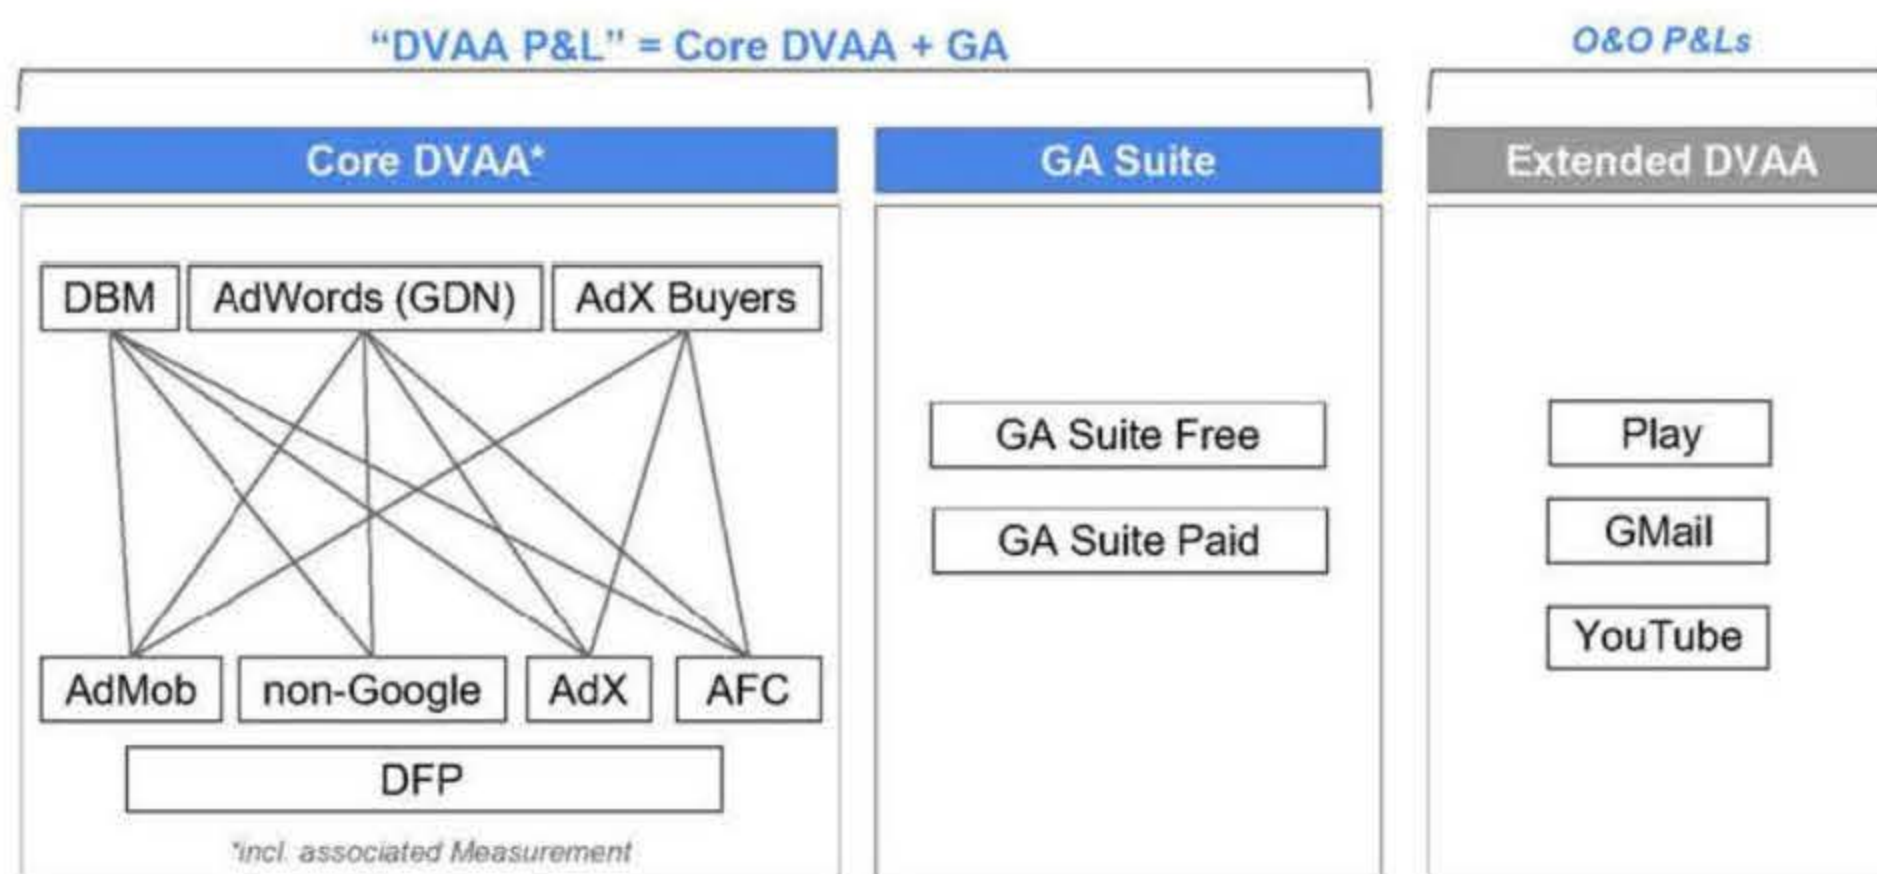 “DVAA P&L” = Core DVAA + GA
O&O P&Ls
Core DVAA*
GA Suite
Extended DVAA
DBM
AdWords (GDN)
AdX Buyers
GA Suite Free
GA Suite Paid
Play
GMail
YouTube
AdMob
non-Google
AdX
AFC
DFP
*incl. associated Measurement